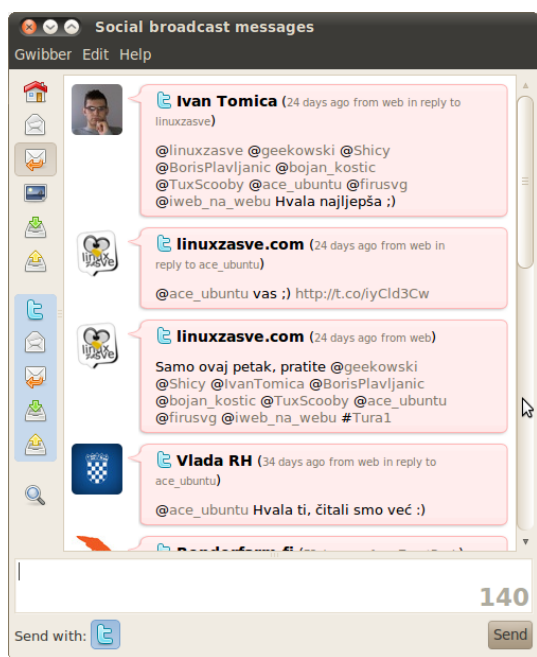 Social broadcast messages
Gwibber Edit Help
Ivan Tomica (24 days ago from web in reply to
linuxzasve)
@linuxzasve @geekowski @Shicy
@BorisPlavljanic @bojan_kostic
@TuxScooby @ace_ubuntu @firusvg
@iweb_na_webu Hvala najljepša ;)
linux
zasve
linuxzasve.com (24 days ago from web in
reply to ace_ubuntu)
@ace_ubuntu vas ;) http://t.co/iyCld3Cw
linux
zasve
linuxzasve.com (24 days ago from web)
Samo ovaj petak, pratite @geekowski
@Shicy @IvanTomica @BorisPlavljanic
@bojan_kostic @TuxScooby @ace_ubuntu
@firusvg @iweb_na_webu #Tura1
Vlada RH (34 days ago from web in reply to
ace_ubuntu)
@ace_ubuntu Hvala ti, čitali smo već :)
140
Send with:
Send